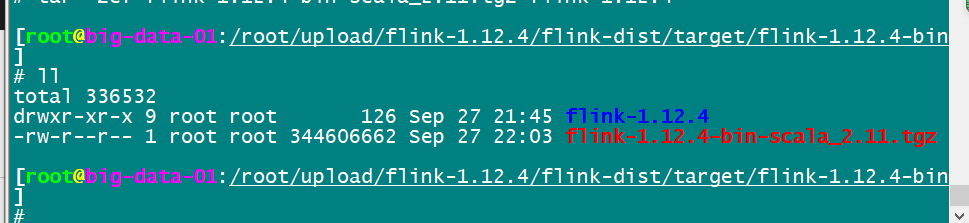 [root@big-data-01:/root/upload/flink-1.12.4/flink-dist/target/flink-1.12.4-bin
]
# ll
total 336532
drwxr-xr-x 9 root root       126 Sep 27 21:45 flink-1.12.4
-rw-r--r-- 1 root root 344606662 Sep 27 22:03 flink-1.12.4-bin-scala_2.11.tgz
[root@big-data-01:/root/upload/flink-1.12.4/flink-dist/target/flink-1.12.4-bin
]
#